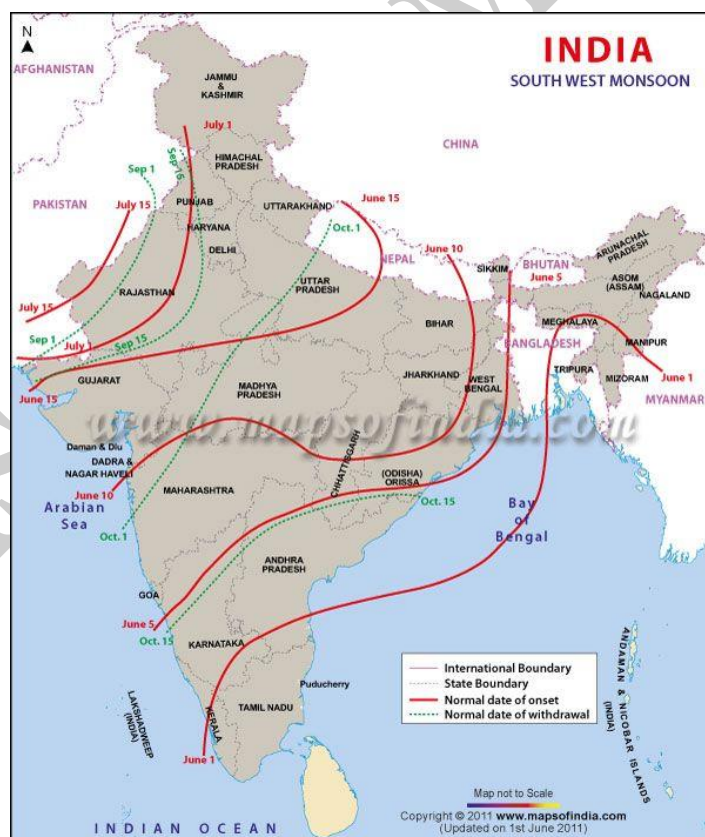 N
INDIA
SOUTH WEST MONSOON
AFGHANISTAN
JAMMU
&
KASHMIR
July 1
CHINA
HIMACHAL
PRADESH
Sep 1
Sep 15
PAKISTAN
July 15
PUNJAB
UTTARAKHAND
June 15
HARYANA
Oct. 1
DELHI
June 10
NEPAL
SIKKIM
BHUTAN
June 5
ARUNACHAL
PRADESH
ASOM
(ASSAM)
NAGALAND
RAJASTHAN
UTTAR
PRADESH
July 15
BIHAR
MEGHALAYA
BANGLADESH
MANIPUR
Sep 1
July 1
Sep 15
GUJARAT
JHARKHAND
WEST
BENGAL
TRIPURA
MIZORAM
June 1
MYANMAR
June 15
MADHYA
PRADESH
www.mapsofindia.com
Daman & Diu
DADRA &
NAGAR HAVELI
CHHATTISGARH
(ODISHA)
ORISSA
June 10
MAHARASHTRA
Arabian
Sea
Oct. 15
Bay
of
Bengal
Oct. 1
ANDHRA
PRADESH
GOA
June 5
Oct. 15
KARNATAKA
Puducherry
TAMIL NADU
KERALA
LAKSHADWEEP
(INDIA)
June 1
ANDAMAN & NICOBAR ISLANDS
(INDIA)
International Boundary
State Boundary
Normal date of onset
Normal date of withdrawal
Map not to Scale
Copyright © 2011 www.mapsofindia.com
(Updated on 1st June 2011)
INDIAN OCEAN